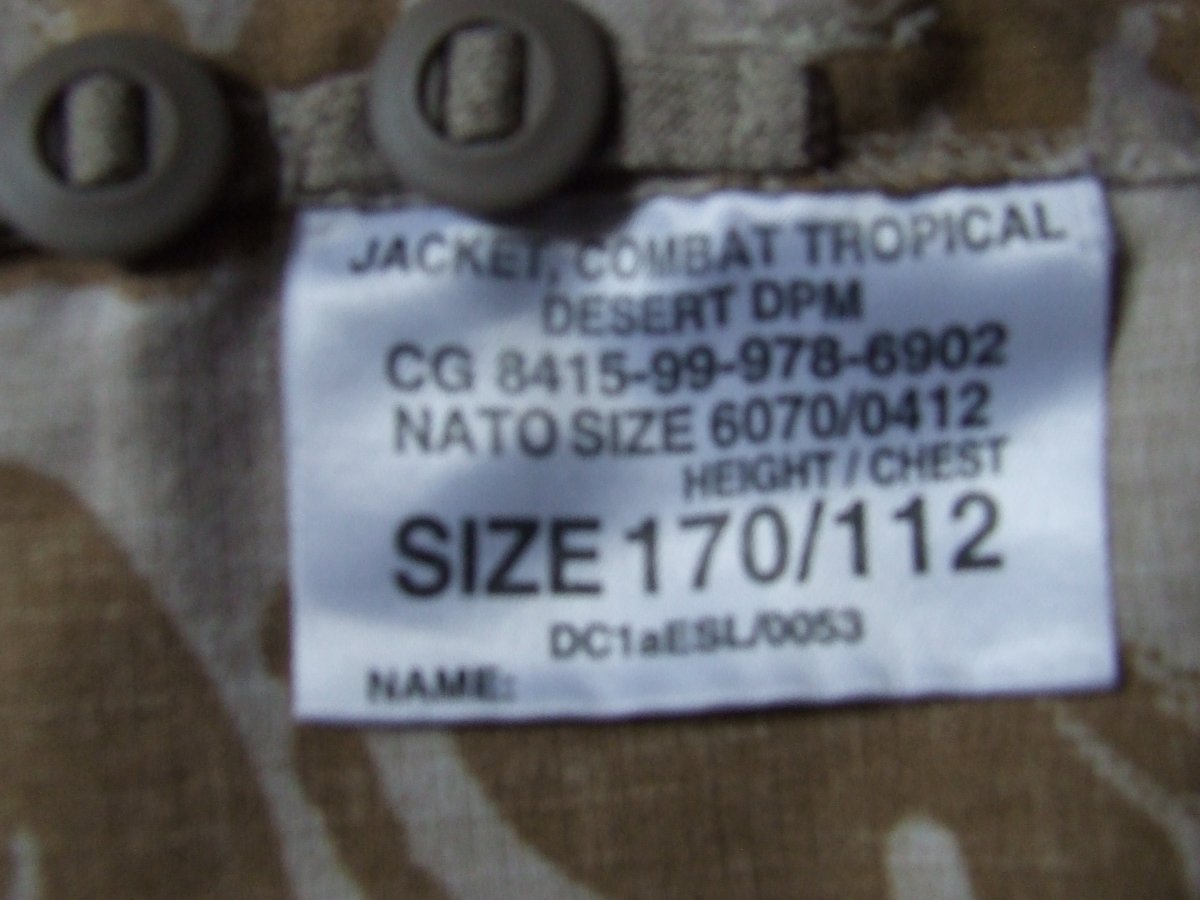 JACKET, COMBAT TROPICAL
DESERT DPM
CG 8415-99-978-6902
NATO SIZE 6070/0412
HEIGHT / CHEST
SIZE 170/112
DC1aESL/0053
NAME: